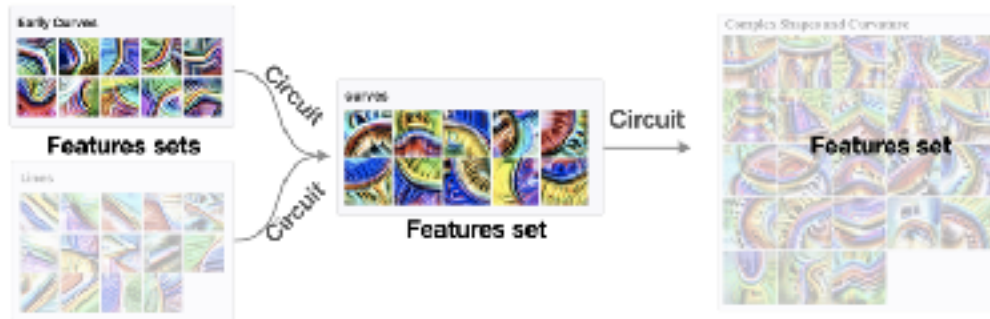 Early Curves
Features sets
Lines
Circuit
Circuit
curves
Features set
Circuit
Complex Shapes and Curvature
Features set